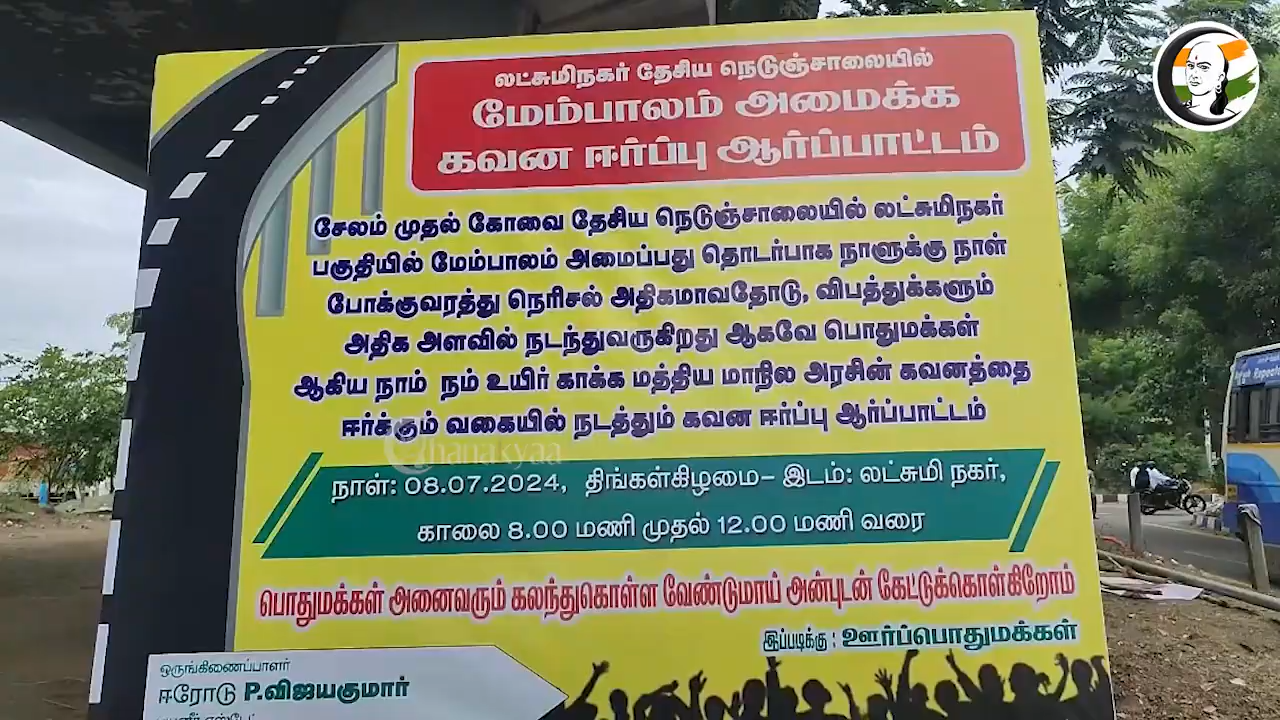 லட்சுமிநகர் தேசிய நெடுஞ்சாலையில்
மேம்பாலம் அமைக்க
கவன ஈர்ப்பு ஆர்ப்பாட்டம்
சேலம் முதல் கோவை தேசிய நெடுஞ்சாலையில் லட்சுமிநகர்
பகுதியில் மேம்பாலம் அமைப்பது தொடர்பாக நாளுக்கு நாள்
போக்குவரத்து நெரிசல் அதிகமாவதோடு, விபத்துக்களும்
அதிக அளவில் நடந்துவருகிறது ஆகவே பொதுமக்கள்
ஆகிய நாம் நம் உயிர் காக்க மத்திய மாநில அரசின் கவனத்தை
ஈர்க்கும் வகையில் நடத்தும் கவன ஈர்ப்பு ஆர்ப்பாட்டம்
Chanakyaa
நாள்: 08.07.2024, திங்கள்கிழமை- இடம்: லட்சுமி நகர்,
காலை 8.00 மணி முதல் 12.00 மணி வரை
பொதுமக்கள் அனைவரும் கலந்துகொள்ள வேண்டுமாய் அன்புடன் கேட்டுக்கொள்கிறோம்
இப்படிக்கு : ஊர்ப்பொதுமக்கள்
ஒருங்கிணைப்பாளர்
ஈரோடு P.விஜயகுமார்